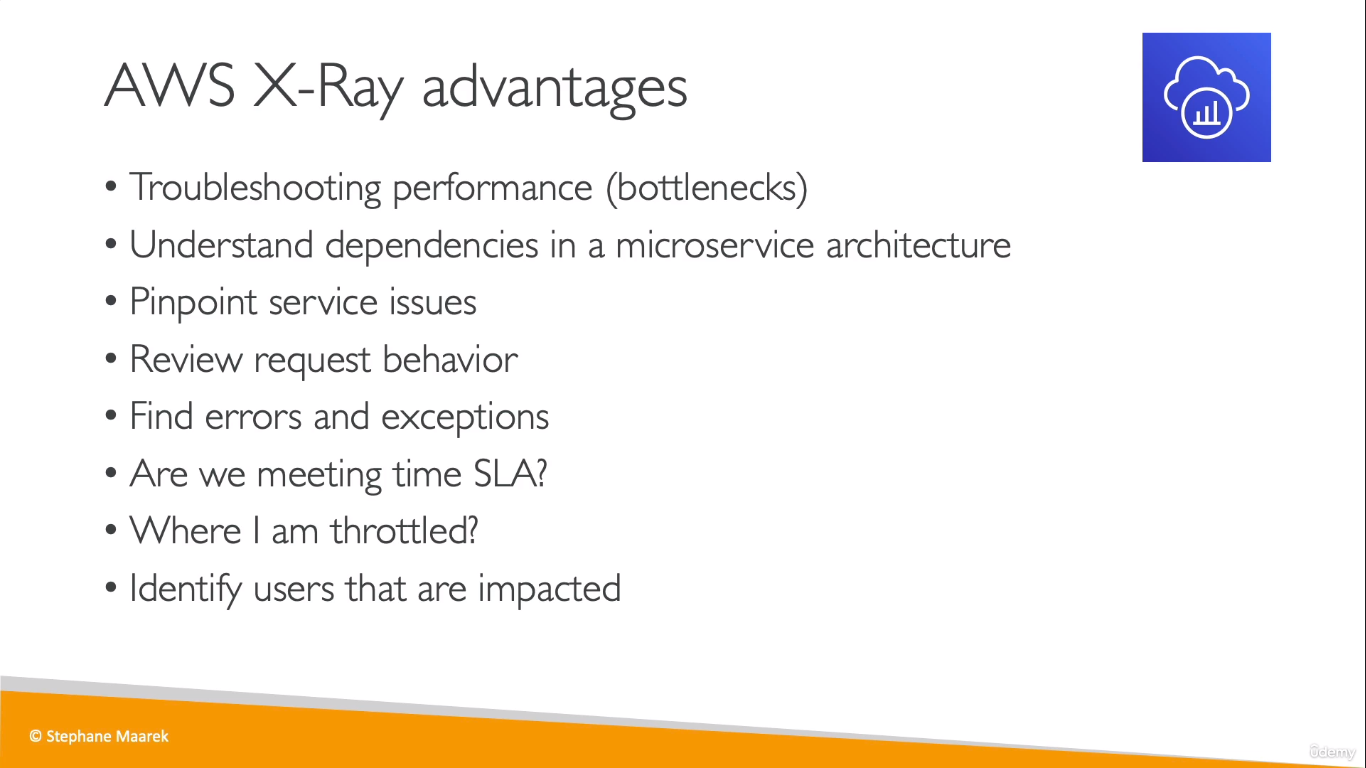 AWS X-Ray advantages
• Troubleshooting performance (bottlenecks)
• Understand dependencies in a microservice architecture
• Pinpoint service issues
• Review request behavior
• Find errors and exceptions
• Are we meeting time SLA?
• Where I am throttled?
• Identify users that are impacted
© Stephane Maarek
ûdemy